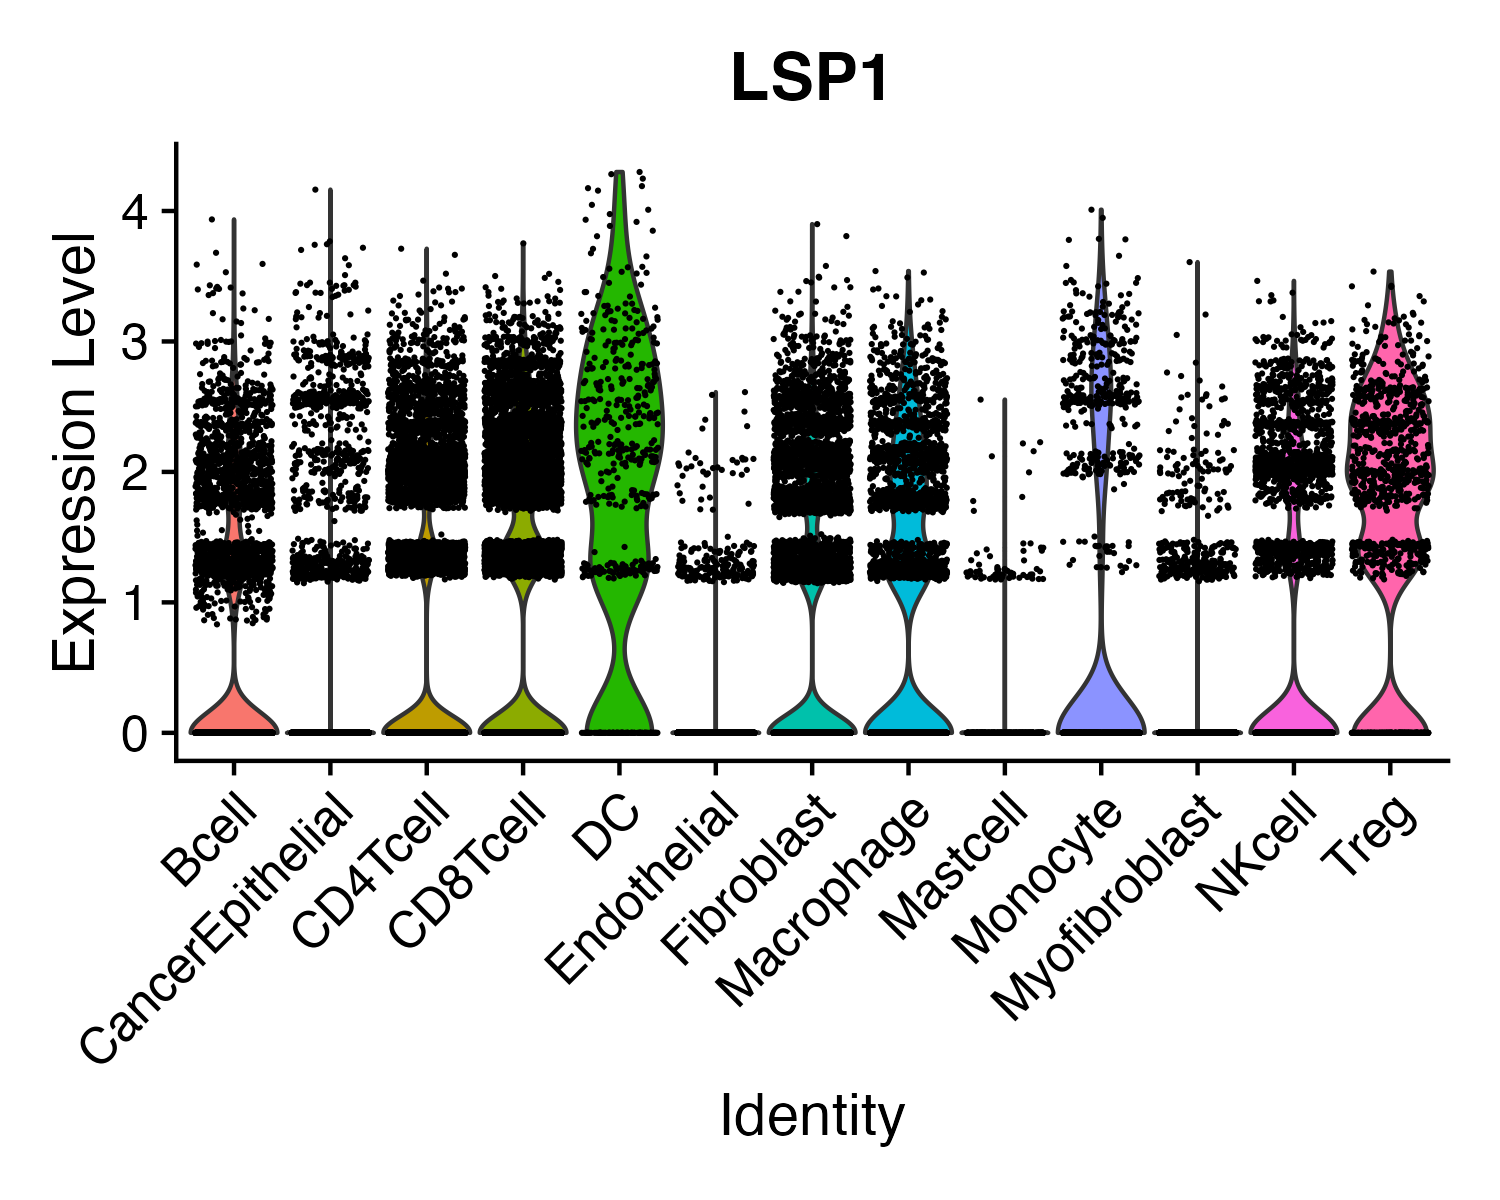 LSP1
Expression Level
4
3
2
1
0
Bcell
CancerEpithelial
CD4Tcell
CD8Tcell
DC
Endothelial
Fibroblast
Macrophage
Mastcell
Monocyte
Myofibroblast
NKcell
Treg
Identity